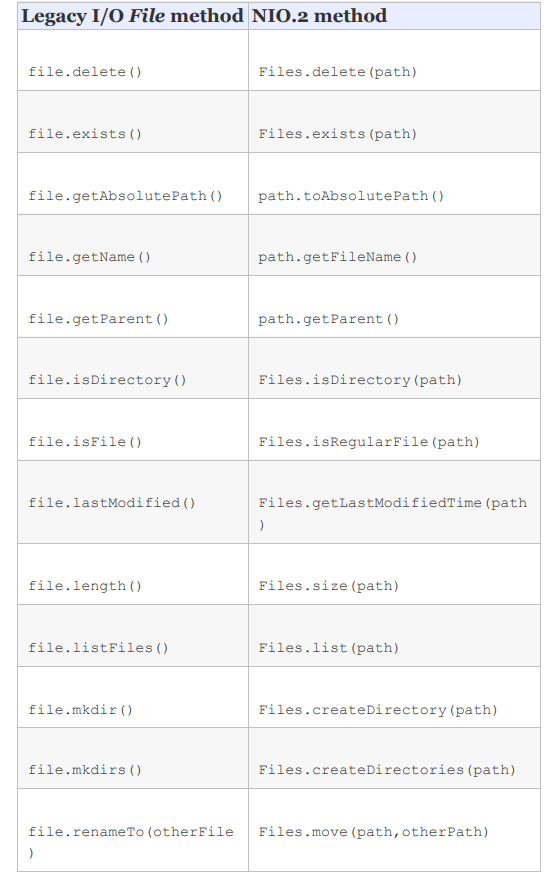 Legacy I/O File method NIO.2 method
file.delete() Files.delete(path)
file.exists() Files.exists(path)
file.getAbsolutePath() path.toAbsolutePath()
file.getName() path.getFileName()
file.getParent() path.getParent()
file.isDirectory() Files.isDirectory(path)
file.isFile() Files.isRegularFile(path)
file.lastModified() Files.getLastModifiedTime(path
)
file.length() Files.size(path)
file.listFiles() Files.list(path)
file.mkdir() Files.createDirectory(path)
file.mkdirs() Files.createDirectories(path)
file.renameTo(otherFile Files.move(path,otherPath)
)